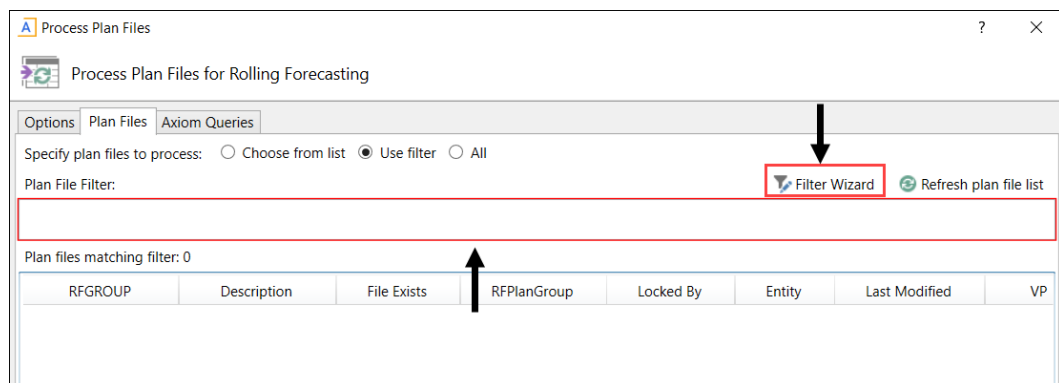 A Process Plan Files ?
Process Plan Files for Rolling Forecasting
Options Plan Files Axiom Queries
Specify plan files to process: Choose from list Use filter All
Plan File Filter: Filter Wizard Refresh plan file list
Plan files matching filter: 0
RFGROUP Description File Exists RFPlanGroup Locked By Entity Last Modified VP